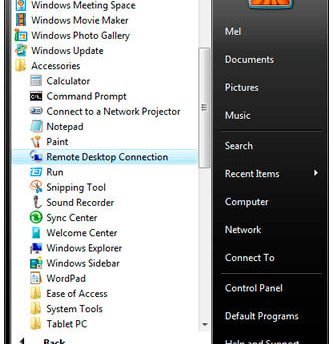 Windows Meeting Space
Windows Movie Maker
Windows Photo Gallery
Windows Update
Accessories
Calculator
Command Prompt
Connect to a Network Projector
Notepad
Paint
Remote Desktop Connection
Run
Snipping Tool
Sound Recorder
Sync Center
Welcome Center
Windows Explorer
Windows Sidebar
WordPad
Ease of Access
System Tools
Tablet PC
Back
Mel
Documents
Pictures
Music
Search
Recent Items
Computer
Network
Connect To
Control Panel
Default Programs
Help and Support